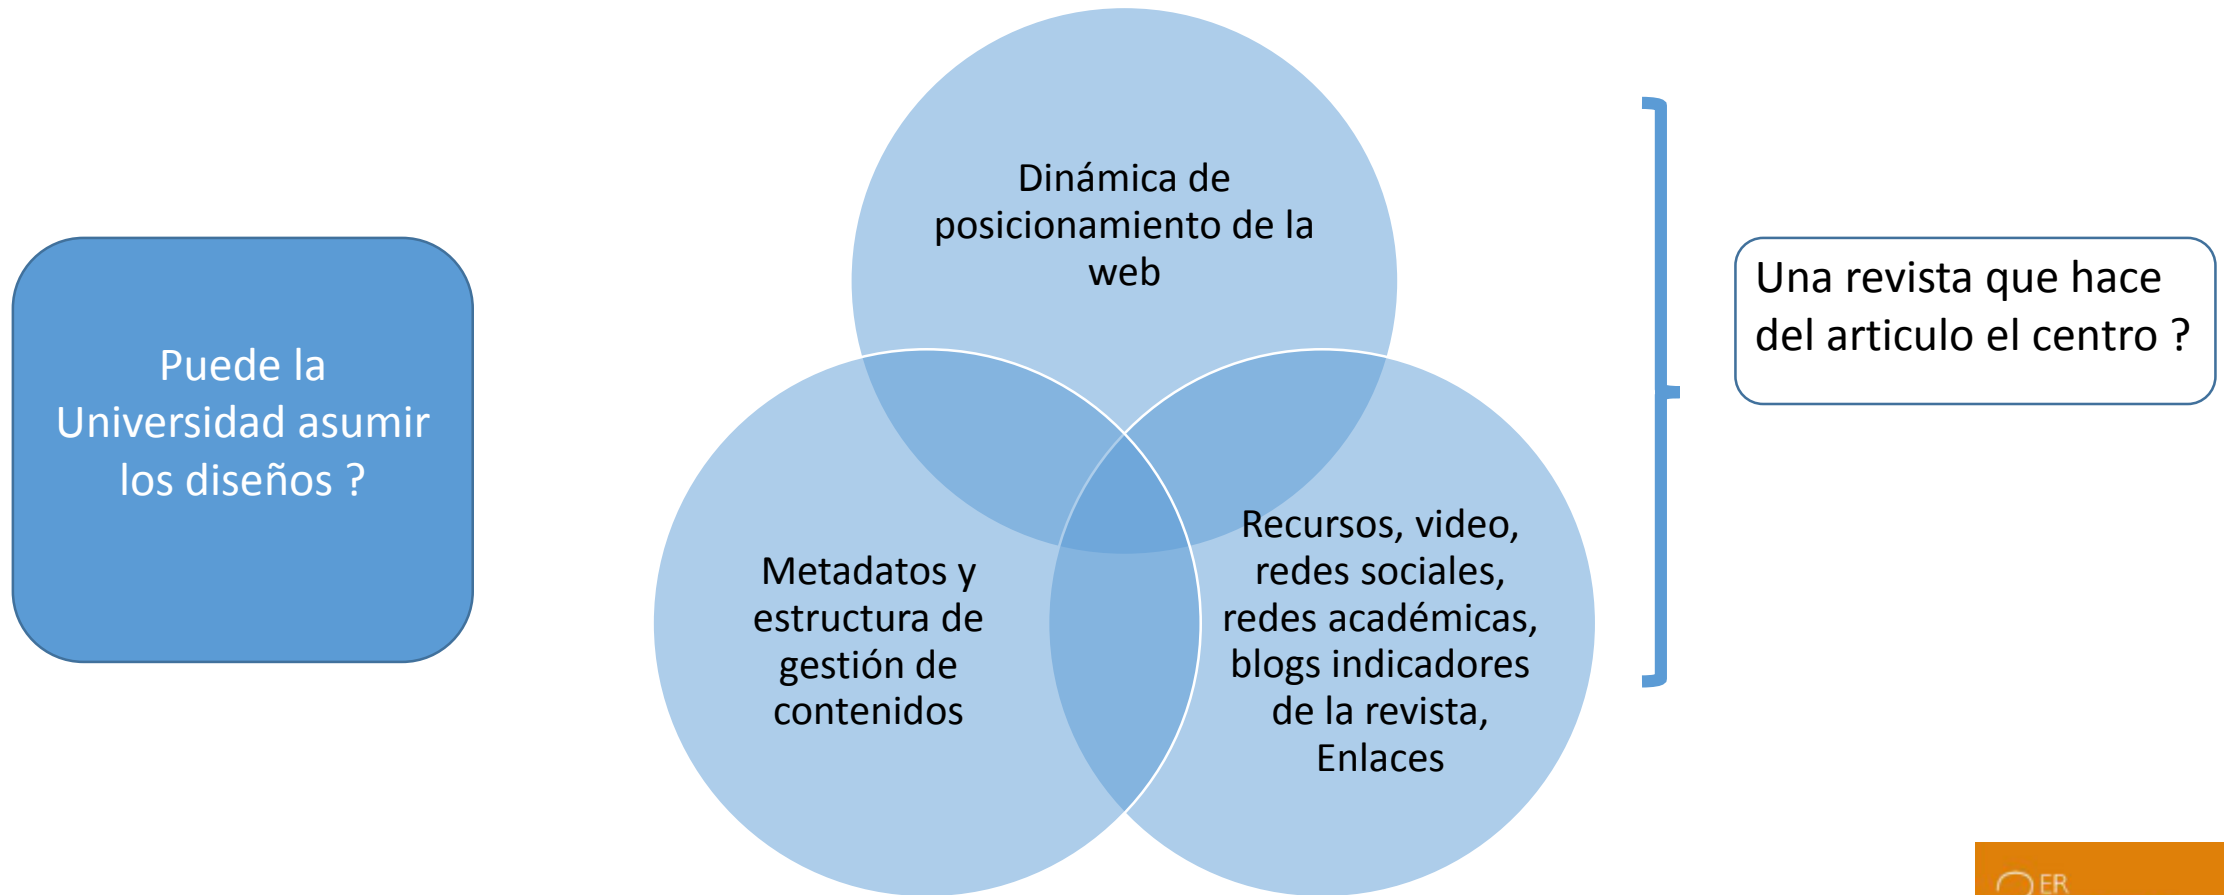 Puede la
Universidad asumir
los diseños ?
Dinámica de
posicionamiento de la
web
Metadatos y
estructura de
gestión de
contenidos
Recursos, video,
redes sociales,
redes académicas,
blogs indicadores
de la revista,
Enlaces
Una revista que hace
del articulo el centro ?
ER